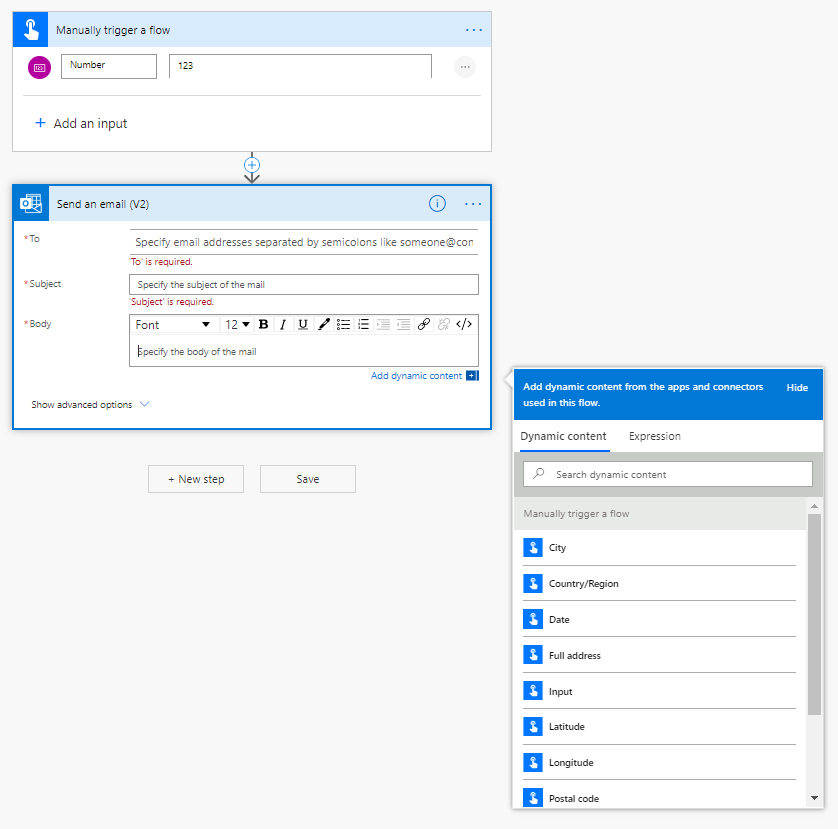 Manually trigger a flow
Number
123
+ Add an input
Send an email (V2)
*To
Specify email addresses separated by semicolons like someone@con
'To' is required.
*Subject
Specify the subject of the mail
'Subject' is required.
*Body
Font 12 B I U </>
Specify the body of the mail
Add dynamic content
Show advanced options
+ New step
Save
Add dynamic content from the apps and connectors
used in this flow.
Hide
Dynamic content
Expression
Search dynamic content
Manually trigger a flow
City
Country/Region
Date
Full address
Input
Latitude
Longitude
Postal code